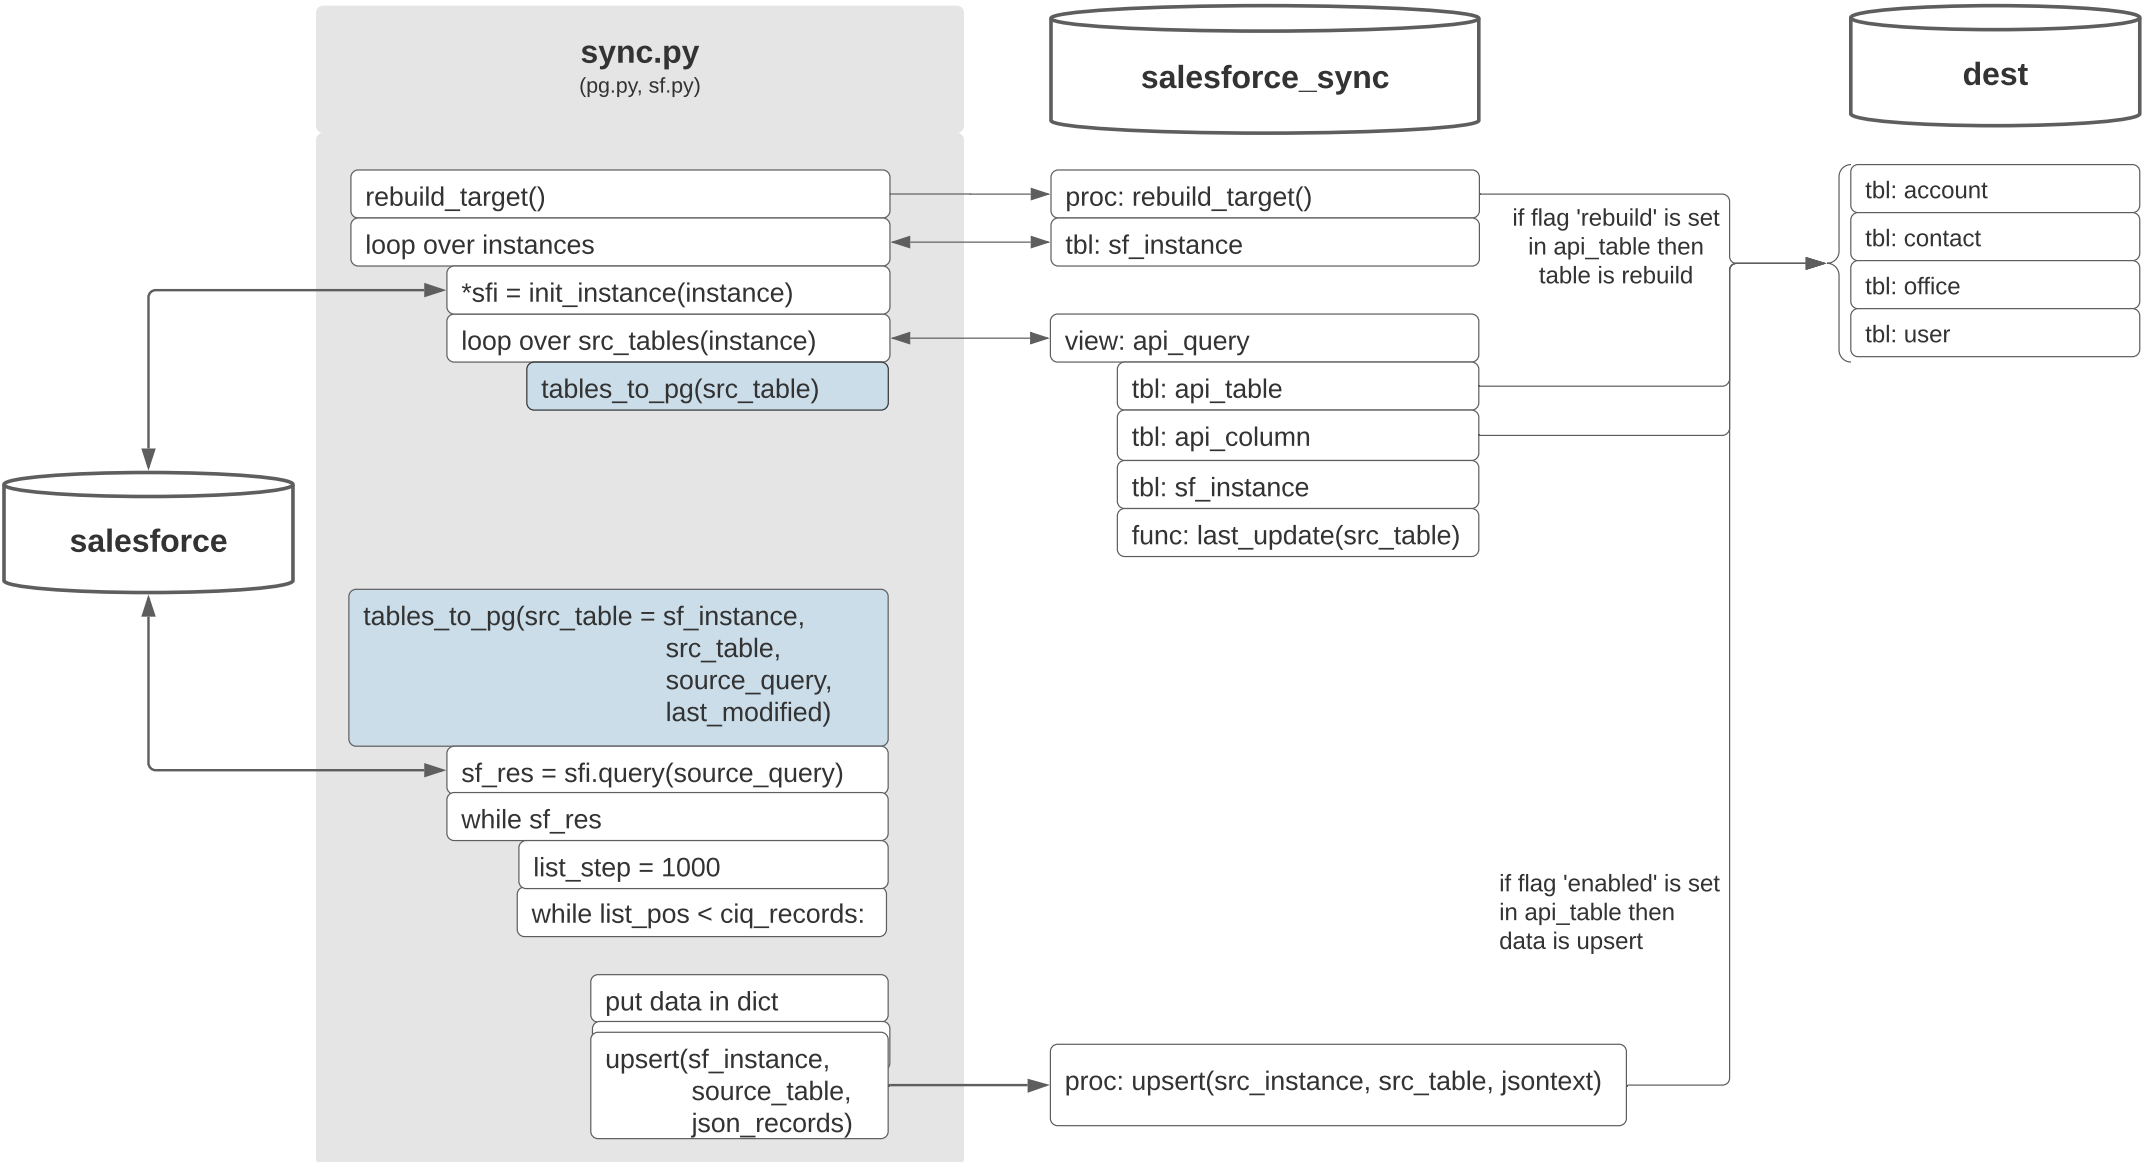 sync.py
(pg.py, sf.py)
rebuild_target()
loop over instances
*sfi = init_instance(instance)
loop over src_tables(instance)
tables_to_pg(src_table)
salesforce
tables_to_pg(src_table = sf_instance,
src_table,
source_query,
last_modified)
sf_res = sfi.query(source_query)
while sf_res
list_step = 1000
while list_pos < ciq_records:
put data in dict
upsert(sf_instance,
source_table,
json_records)
salesforce_sync
proc: rebuild_target()
tbl: sf_instance
view: api_query
tbl: api_table
tbl: api_column
tbl: sf_instance
func: last_update(src_table)
proc: upsert(src_instance, src_table, jsontext)
if flag 'rebuild' is set
in api_table then
table is rebuild
if flag 'enabled' is set
in api_table then
data is upsert
dest
tbl: account
tbl: contact
tbl: office
tbl: user